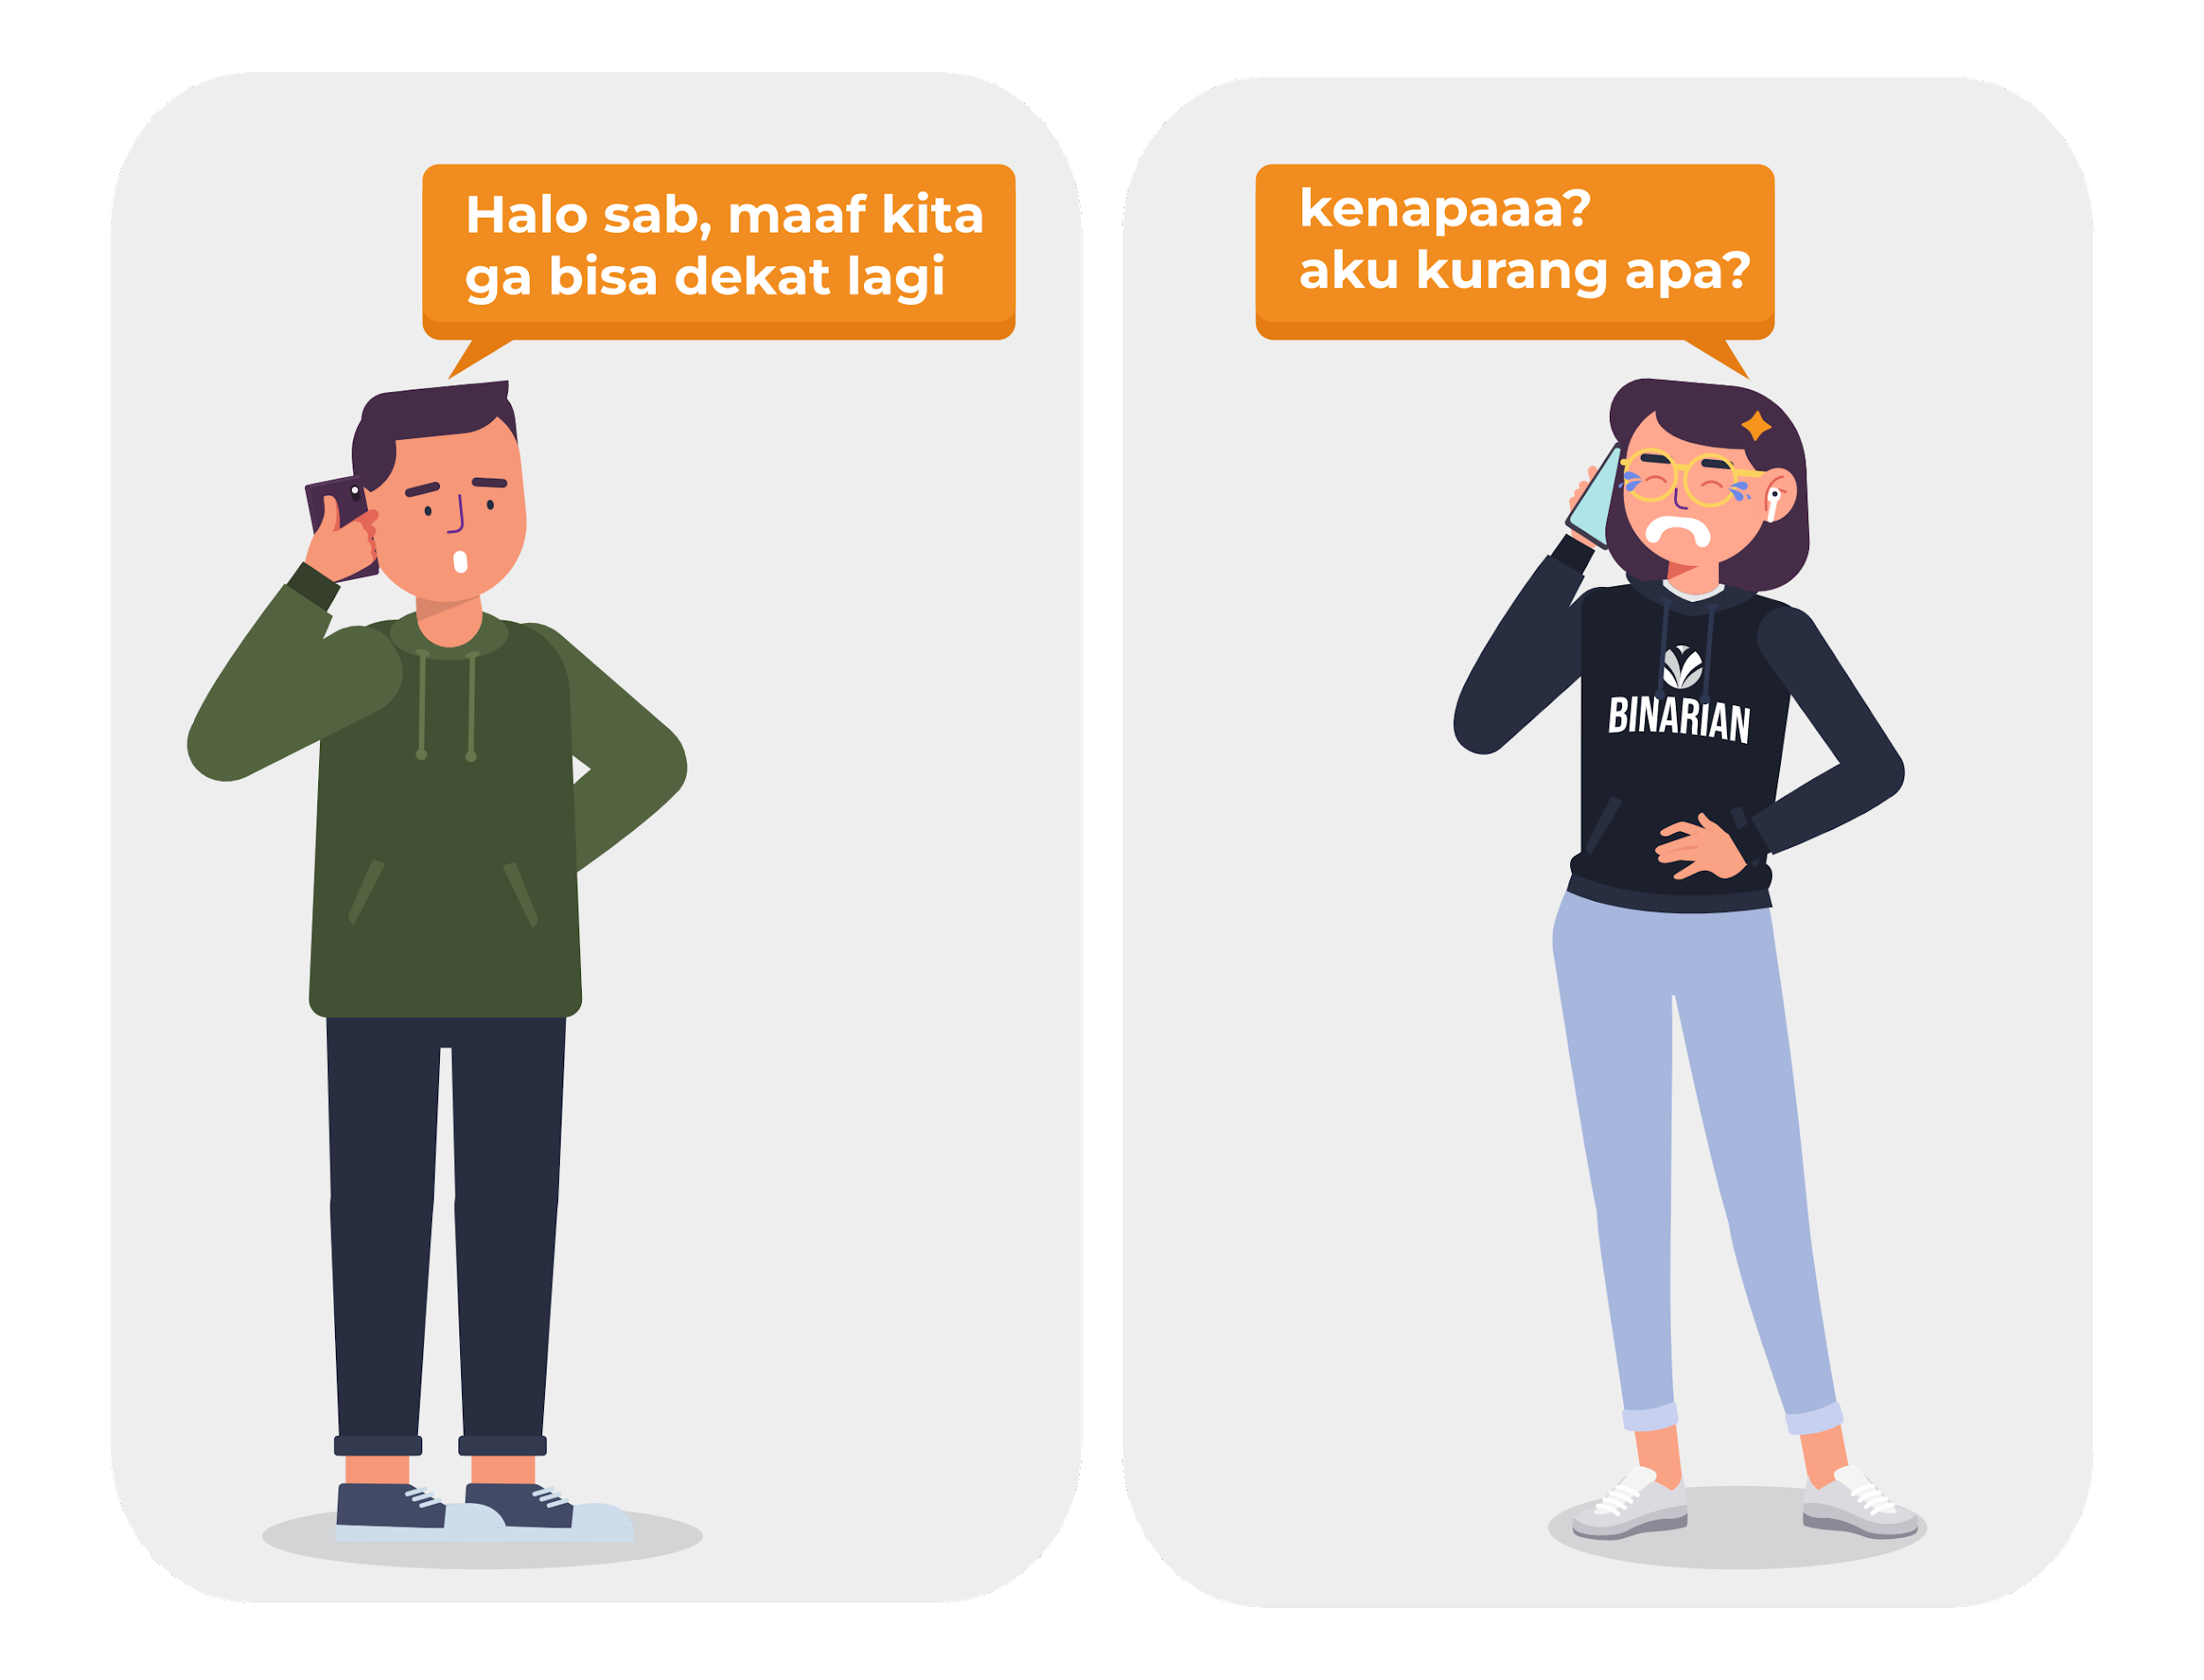 Halo sab, maaf kita
ga bisa dekat lagi
kenapaaa?
aku kurang apa?
BINARIAN